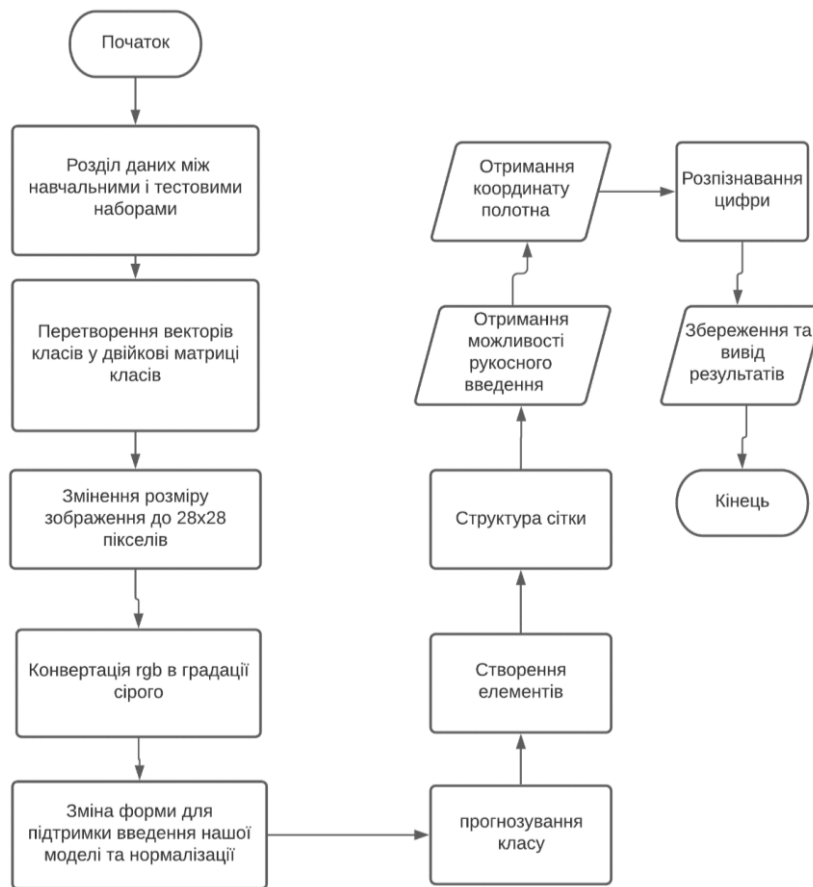 Початок
Розділ даних між
навчальними і тестовими
наборами
Перетворення векторів
класів у двійкові матриці
класів
Змінення розміру
зображення до 28х28
пікселів
Конвертація rgb в градації
сірого
Зміна форми для
підтримки введення нашої
моделі та нормалізації
прогнозування
класу
Створення
елементів
Структура сітки
Отримання
можливості
рукосного
введення
Отримання
координату
полотна
Розпізнавання
цифри
Збереження та
вивід
результатів
Кінець